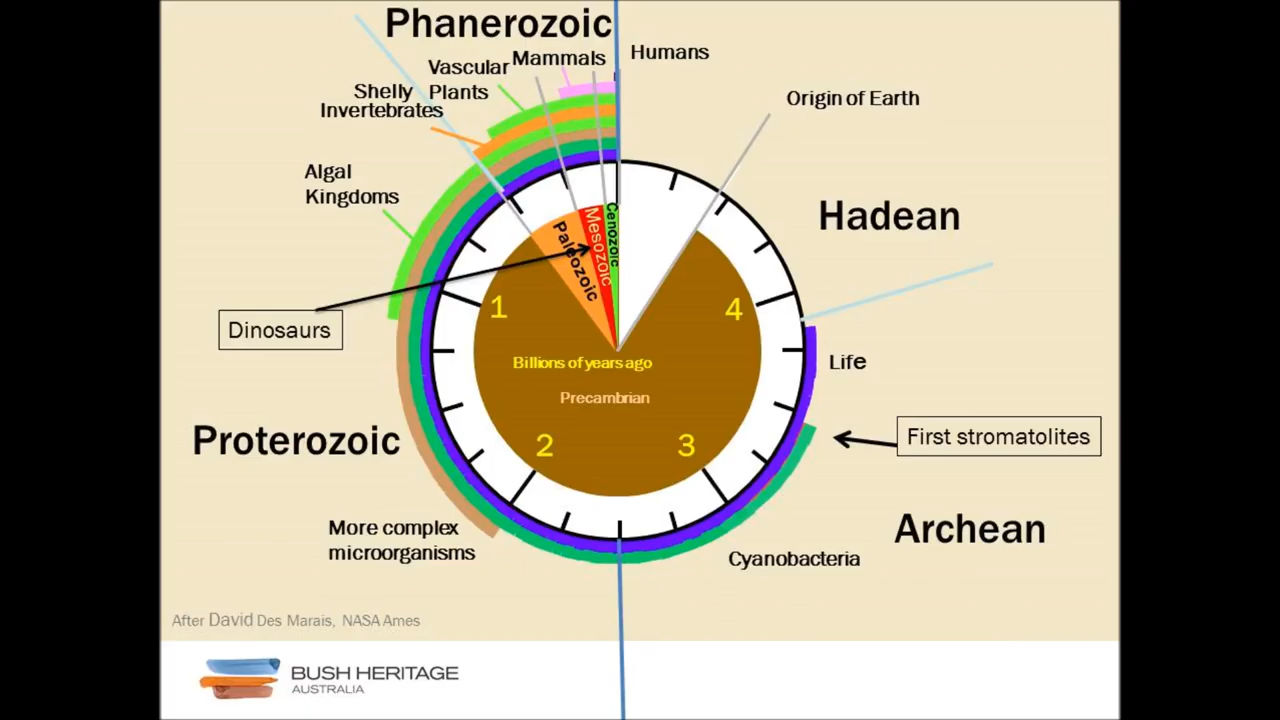 Phanerozoic
Humans
Mammals
Vascular
Plants
Shelly
Invertebrates
Origin of Earth
Algal
Kingdoms
Hadean
Paleozoic
Mesozoic
Cenozoic
1
4
Dinosaurs
Billions of years ago
Life
Precambrian
Proterozoic
2
3
First stromatolites
More complex
microorganisms
Archean
Cyanobacteria
After David Des Marais, NASA Ames
BUSH HERITAGE
AUSTRALIA